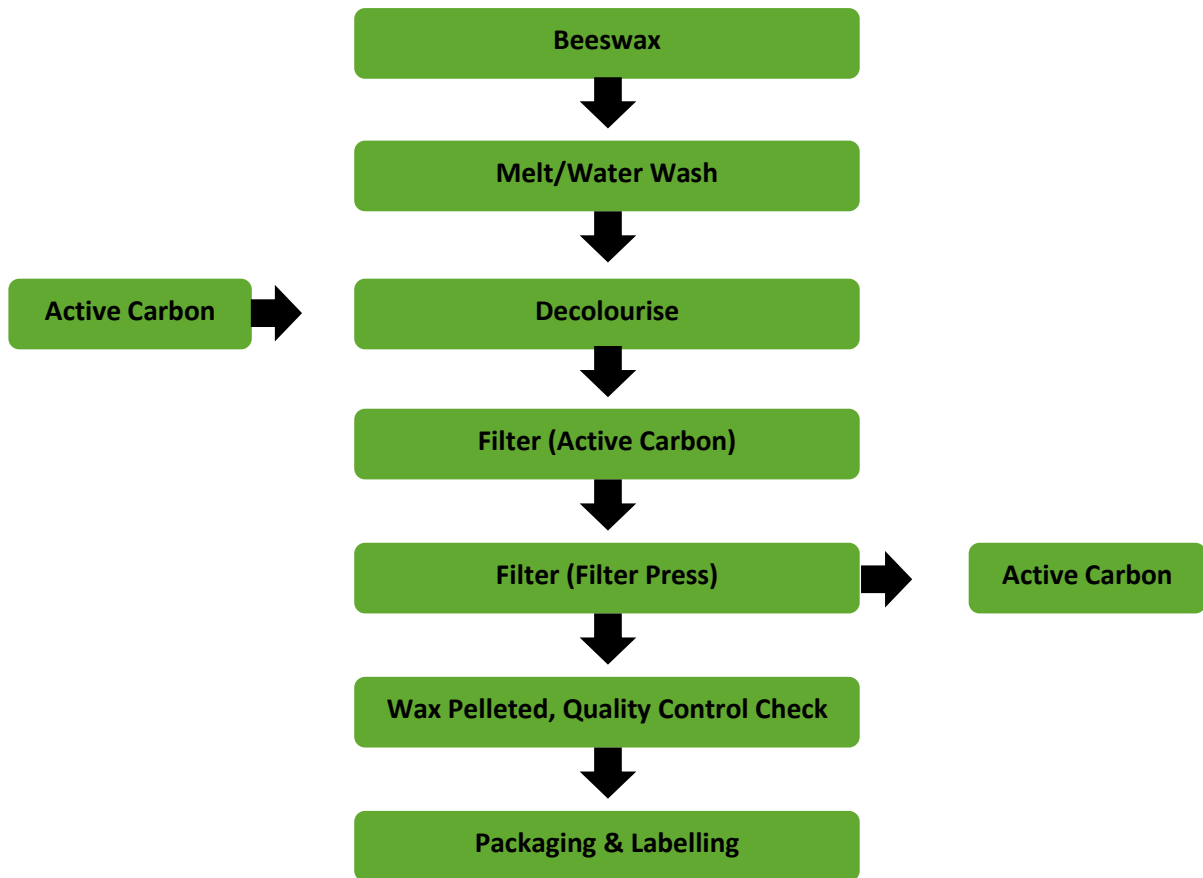 Beeswax
Melt/Water Wash
Active Carbon
Decolourise
Filter (Active Carbon)
Filter (Filter Press)
Active Carbon
Wax Pelleted, Quality Control Check
Packaging & Labelling